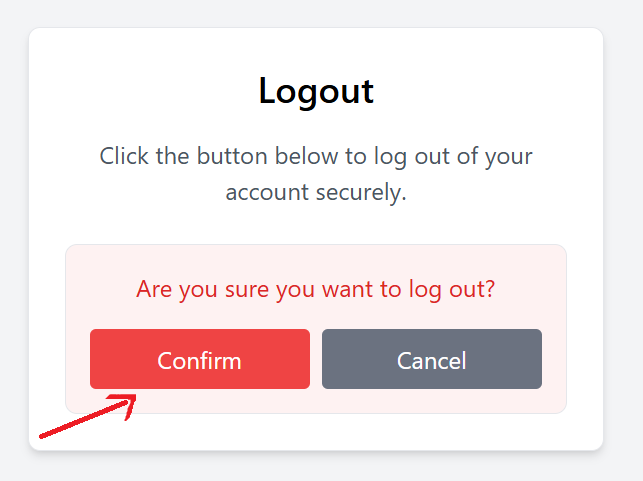 Logout
Click the button below to log out of your
account securely.
Are you sure you want to log out?
Confirm
Cancel